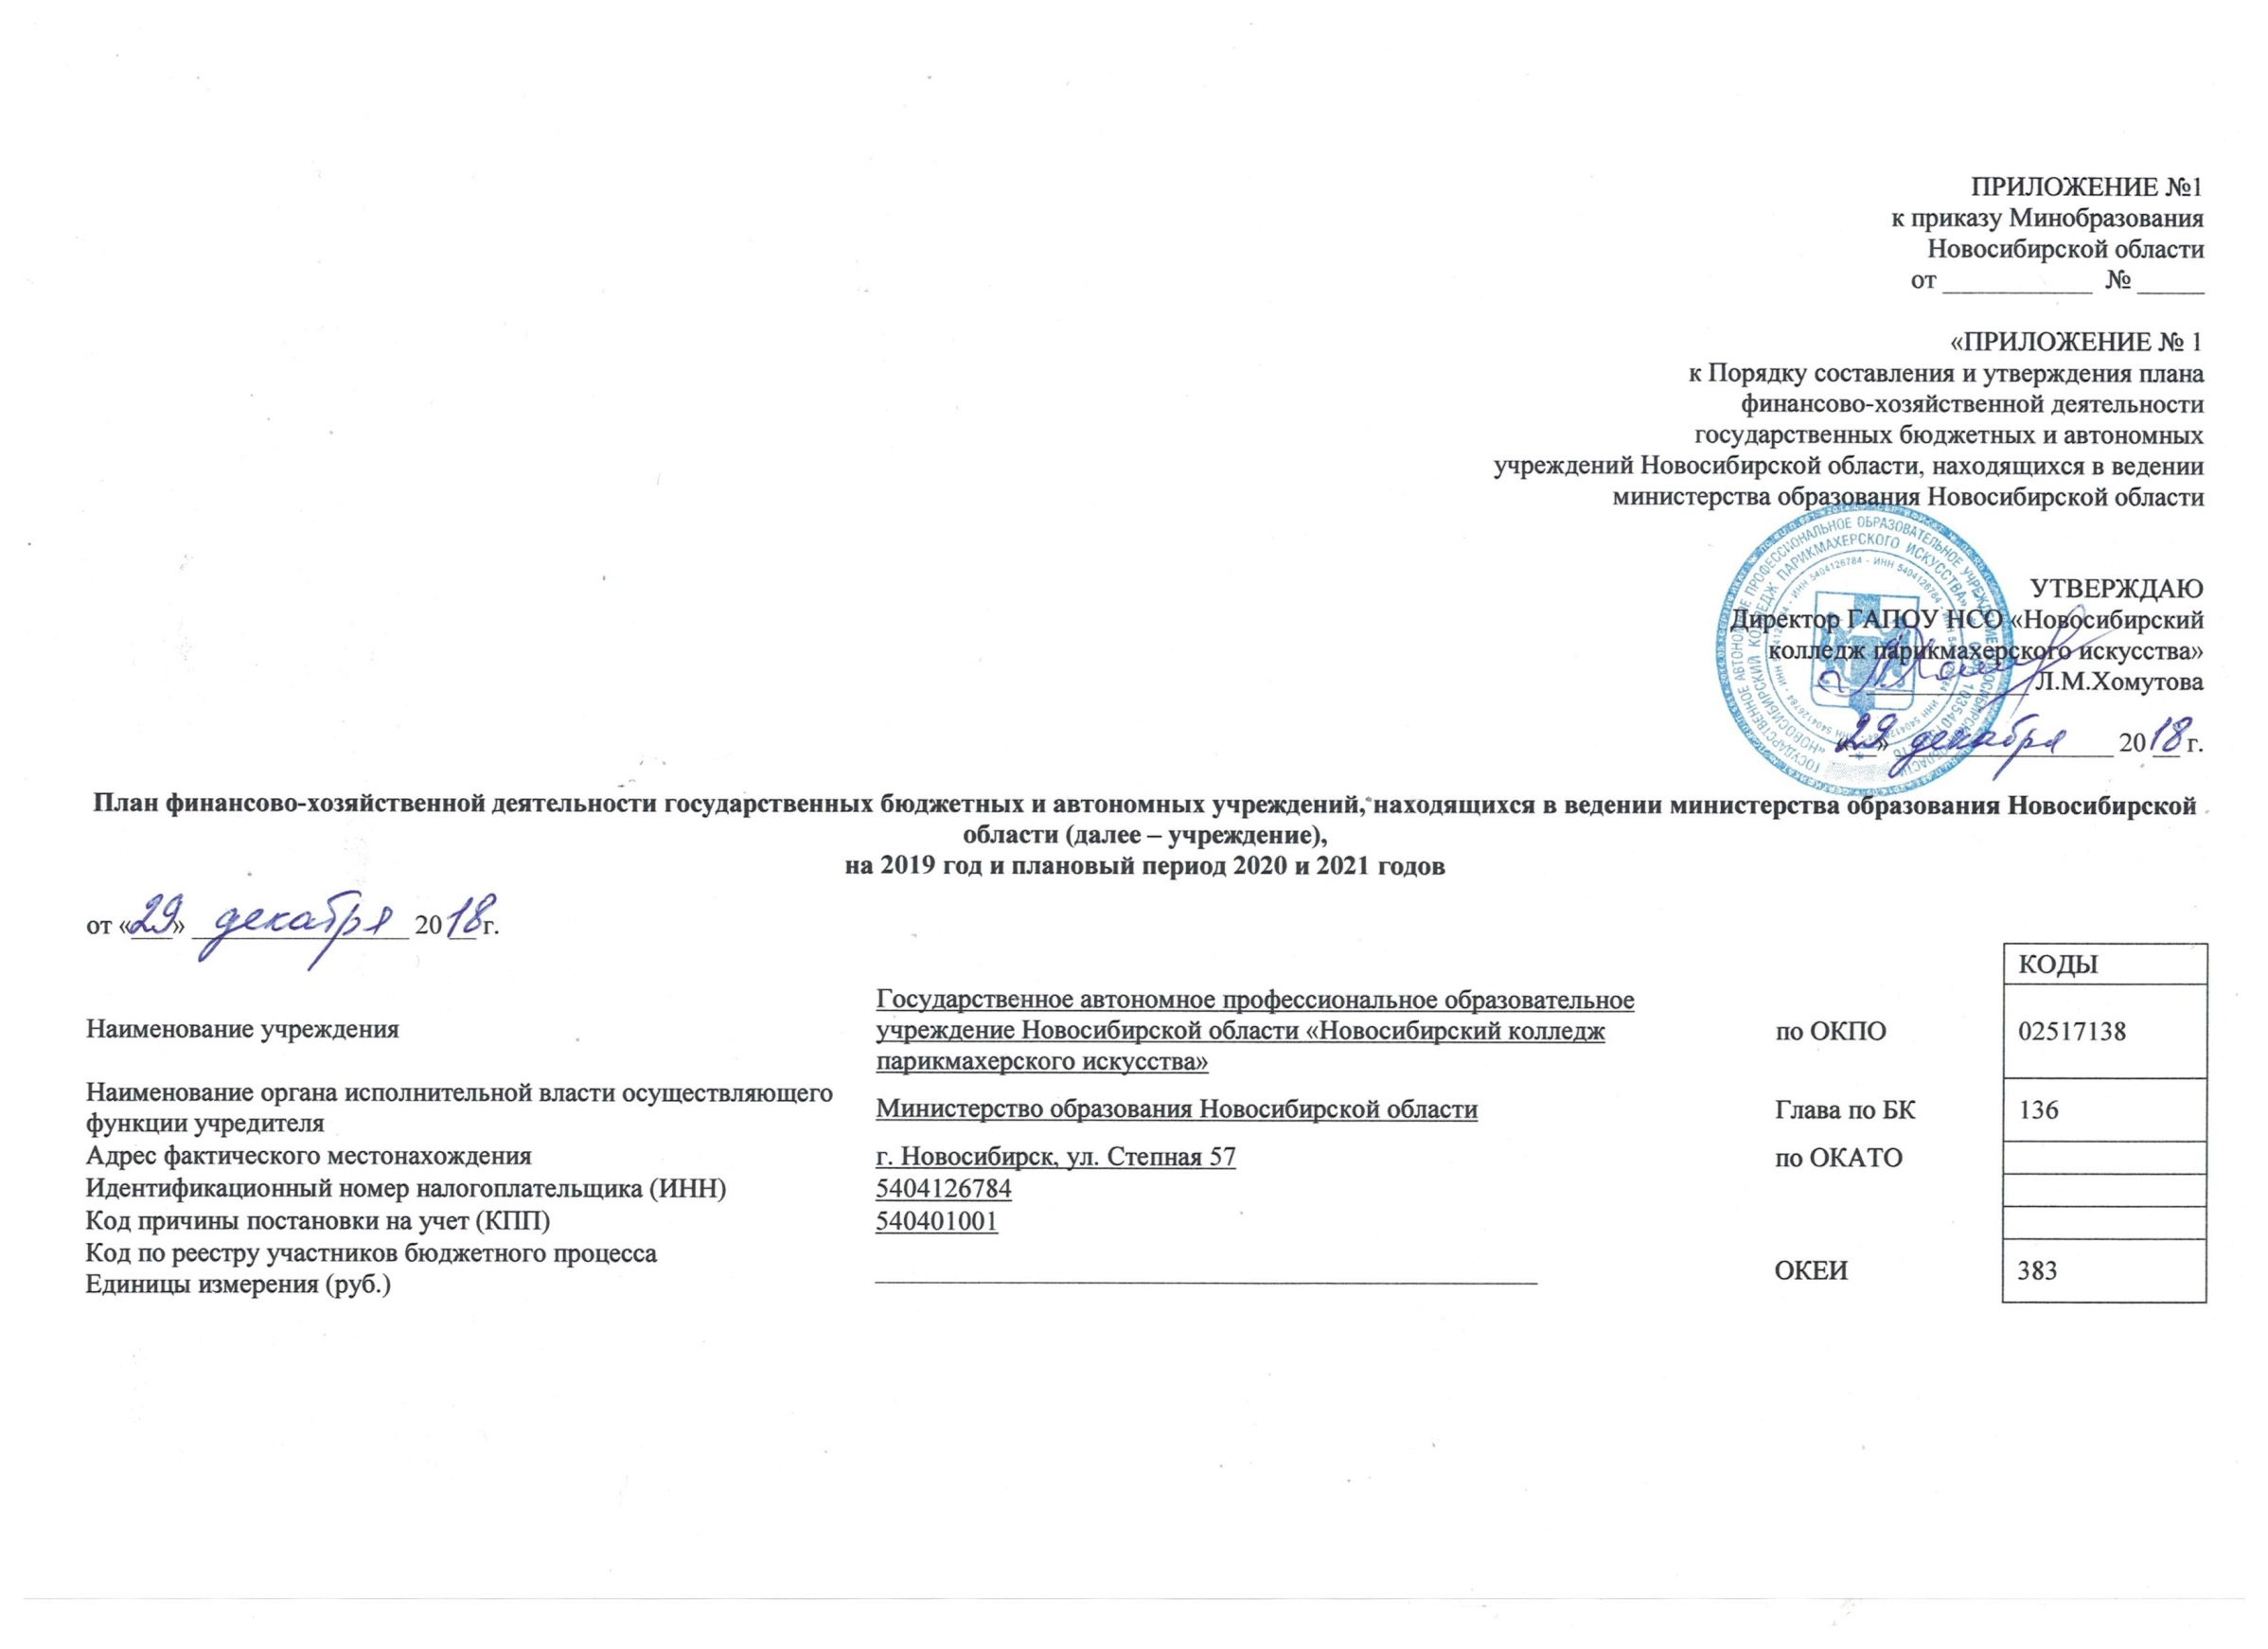 ПРИЛОЖЕНИЕ №1
к приказу Минобразования
Новосибирской области
от ___________ № _____
«ПРИЛОЖЕНИЕ № 1
к Порядку составления и утверждения плана
финансово-хозяйственной деятельности
государственных бюджетных и автономных
учреждений Новосибирской области, находящихся в ведении
министерства образования Новосибирской области
УТВЕРЖДАЮ
Директор ГАПОУ НСО «Новосибирский
колледж парикмахерского искусства»
____________ Л.М.Хомутова
«29» декабря 2018 г.
План финансово-хозяйственной деятельности государственных бюджетных и автономных учреждений, находящихся в ведении министерства образования Новосибирской
области (далее – учреждение),
на 2019 год и плановый период 2020 и 2021 годов
от «29» декабря 2018 г.
КОДЫ
Наименование учреждения
Государственное автономное профессиональное образовательное
учреждение Новосибирской области «Новосибирский колледж
парикмахерского искусства»
по ОКПО 02517138
Наименование органа исполнительной власти осуществляющего
функции учредителя
Министерство образования Новосибирской области
Глава по БК 136
Адрес фактического местонахождения г. Новосибирск, ул. Степная 57 по ОКАТО
Идентификационный номер налогоплательщика (ИНН) 5404126784
Код причины постановки на учет (КПП) 540401001
Код по реестру участников бюджетного процесса
Единицы измерения (руб.)
ОКЕИ 383